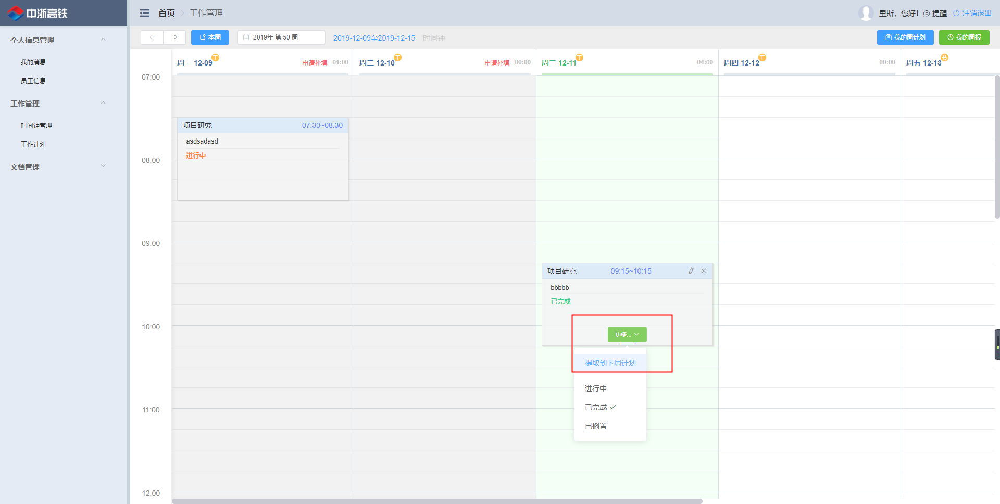 中浙高铁
首页 工作管理
里斯，您好! 提醒 注销退出
个人信息管理
我的消息
员工信息
工作管理
时间钟管理
工作计划
文档管理
本周 2019年 第 50 周 2019-12-09至2019-12-15 时间钟 我的周计划 我的周报
周一 12-09 工 申请补填 01:00
周二 12-10 工 申请补填 00:00
周三 12-11 工 04:00
周四 12-12 工 00:00
周五 12-13 节
07:00
项目研究 07:30~08:30
asdsadasd
进行中
08:00
09:00
项目研究 09:15~10:15
bbbbb
已完成
10:00
更多...
提取到下周计划
进行中
已完成
已搁置
11:00
12:00